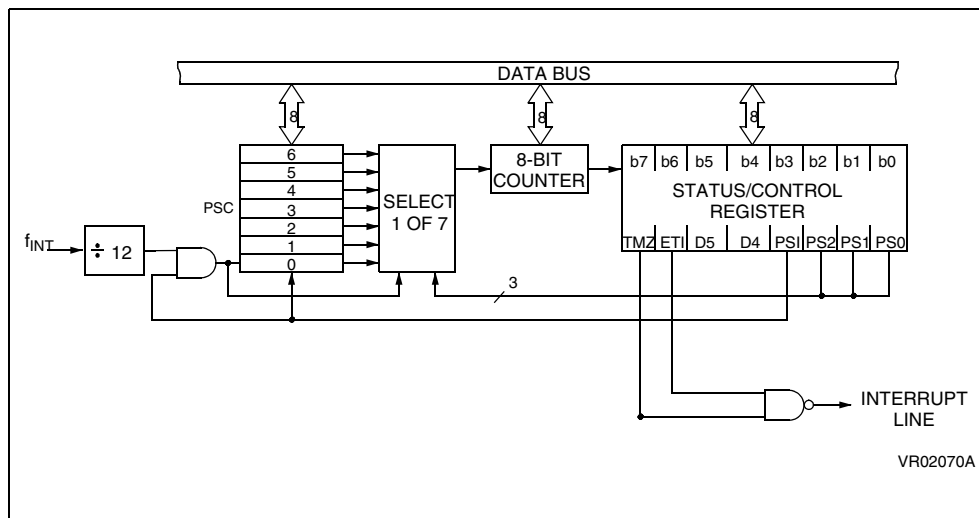 DATA BUS
8
8
8
6
5
4
3
2
1
0
PSC
SELECT
1 OF 7
8-BIT
COUNTER
b7 b6 b5 b4 b3 b2 b1 b0
STATUS/CONTROL
REGISTER
TMZ ETI D5 D4 PSI PS2 PS1 PS0
fINT
÷ 12
3
INTERRUPT
LINE
VR02070A